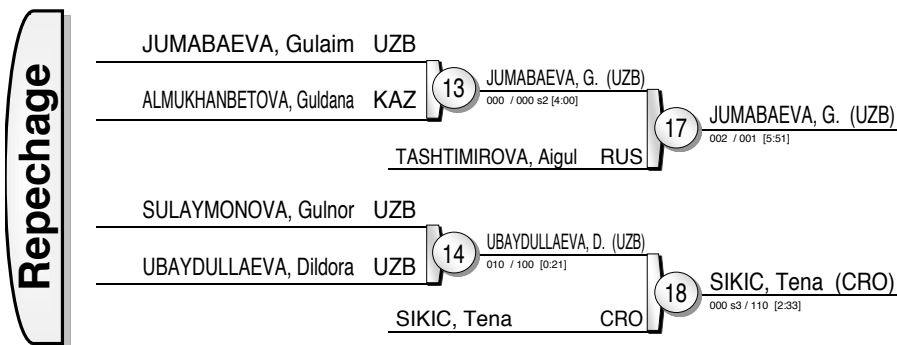 Repechage
JUMABAEVA, Gulaim UZB
ALMUKHANBETOVA, Guldana KAZ
13
JUMABAEVA, G. (UZB)
000 / 000 s2 [4:00]
TASHTIMIROVA, Aigul RUS
17
JUMABAEVA, G. (UZB)
002 / 001 [5:51]
SULAYMONOVA, Gulnor UZB
UBAYDULLAEVA, Dildora UZB
14
UBAYDULLAEVA, D. (UZB)
010 / 100 [0:21]
SIKIC, Tena CRO
18
SIKIC, Tena (CRO)
000 s3 / 110 [2:33]